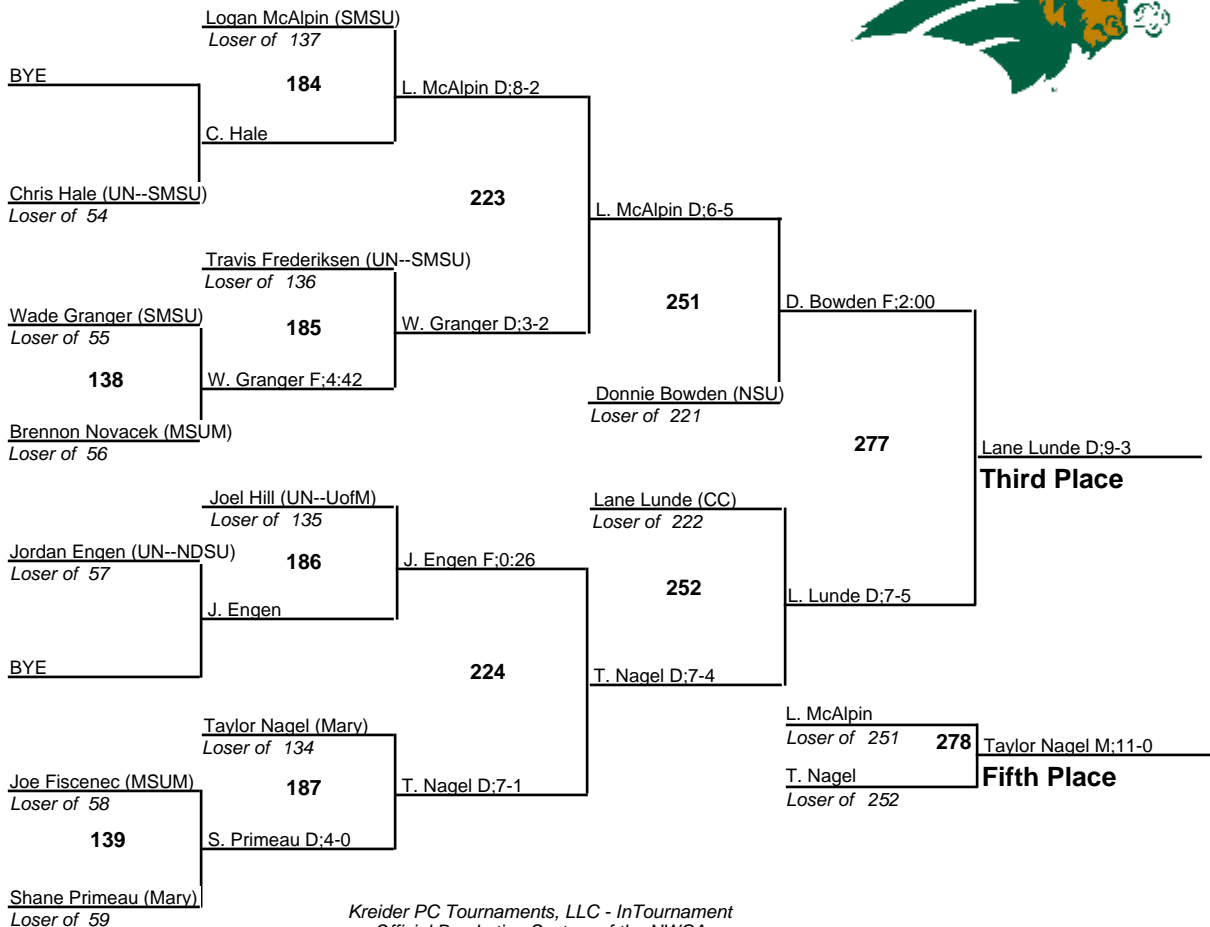 Logan McAlpin (SMSU)
Loser of 137
BYE
184
L. McAlpin D;8-2
C. Hale
Chris Hale (UN--SMSU)
Loser of 54
223
L. McAlpin D;6-5
Travis Frederiksen (UN--SMSU)
Loser of 136
251
D. Bowden F;2:00
Wade Granger (SMSU)
Loser of 55
185
W. Granger D;3-2
138
W. Granger F;4:42
Donnie Bowden (NSU)
Loser of 221
Brennon Novacek (MSUM)
Loser of 56
277
Lane Lunde D;9-3
Third Place
Joel Hill (UN--UofM)
Loser of 135
Lane Lunde (CC)
Loser of 222
Jordan Engen (UN--NDSU)
Loser of 57
186
J. Engen F;0:26
252
L. Lunde D;7-5
J. Engen
BYE
224
T. Nagel D;7-4
Taylor Nagel (Mary)
Loser of 134
L. McAlpin
Loser of 251
278
Taylor Nagel M;11-0
Fifth Place
T. Nagel
Loser of 252
Joe Fiscenec (MSUM)
Loser of 58
187
T. Nagel D;7-1
139
S. Primeau D;4-0
Shane Primeau (Mary)
Loser of 59
Kreider PC Tournaments, LLC - InTournament